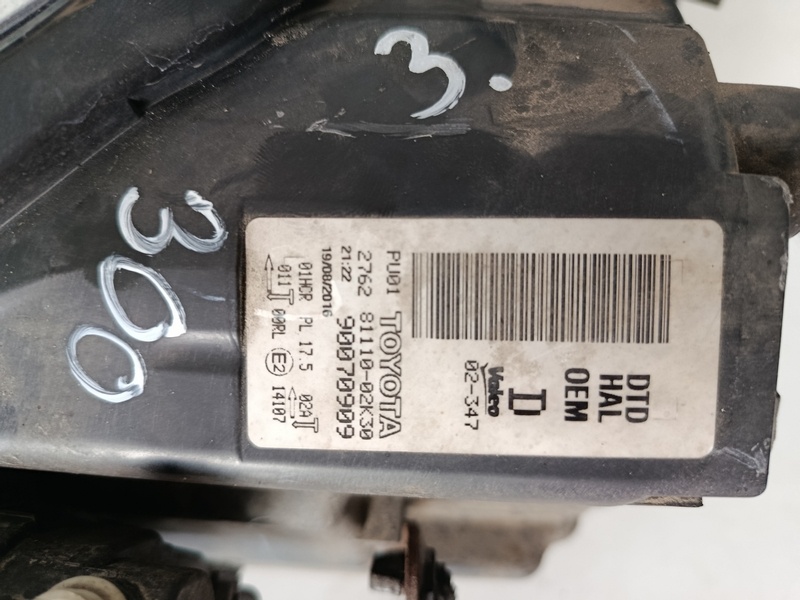 3.
300
DTD
HAL
OEM
D
Valeo
02-347
PU01 TOYOTA
2762 81110-02K30
21:22 90070909
19/08/2016
01HCR PL 17.5 02A
011 00RL E2 14107